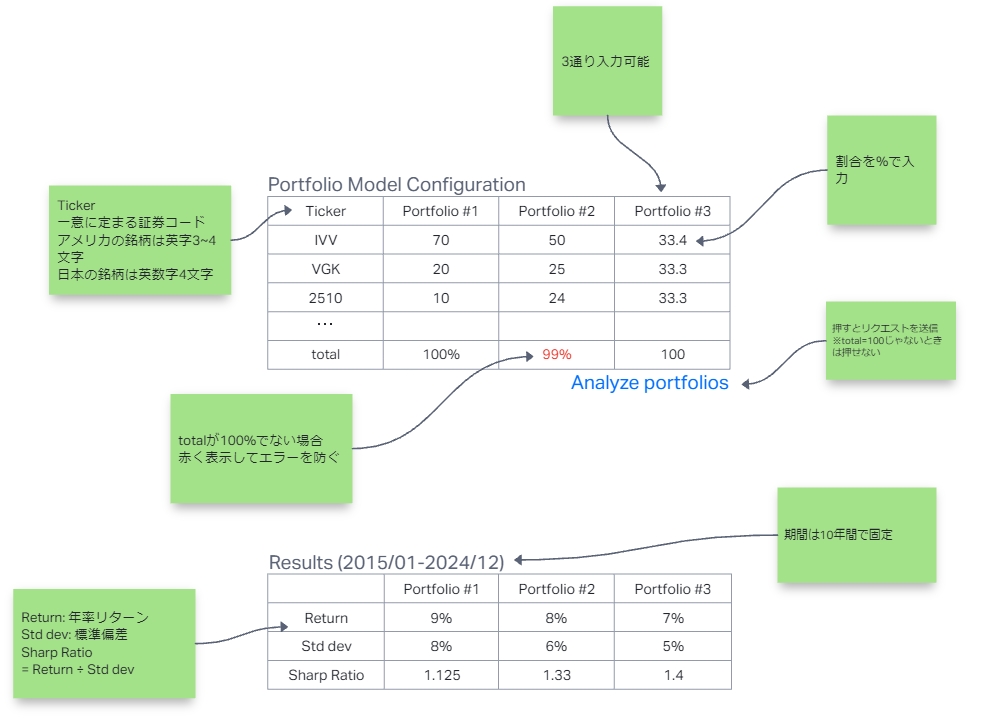 3通り入力可能
割合を%で入
力
Ticker
一意に定まる証券コード
アメリカの銘柄は英字3~4
文字
日本の銘柄は英数字4文字
Portfolio Model Configuration
Ticker Portfolio #1 Portfolio #2 Portfolio #3
IVV 70 50 33.4
VGK 20 25 33.3
2510 10 24 33.3
...
total 100% 99% 100
Analyze portfolios
押すとリクエストを送信
※total=100じゃないとき
は押せない
totalが100%でない場合
赤く表示してエラーを防ぐ
期間は10年間で固定
Results (2015/01-2024/12)
Portfolio #1 Portfolio #2 Portfolio #3
Return 9% 8% 7%
Std dev 8% 6% 5%
Sharp Ratio 1.125 1.33 1.4
Return: 年率リターン
Std dev: 標準偏差
Sharp Ratio
= Return ÷ Std dev